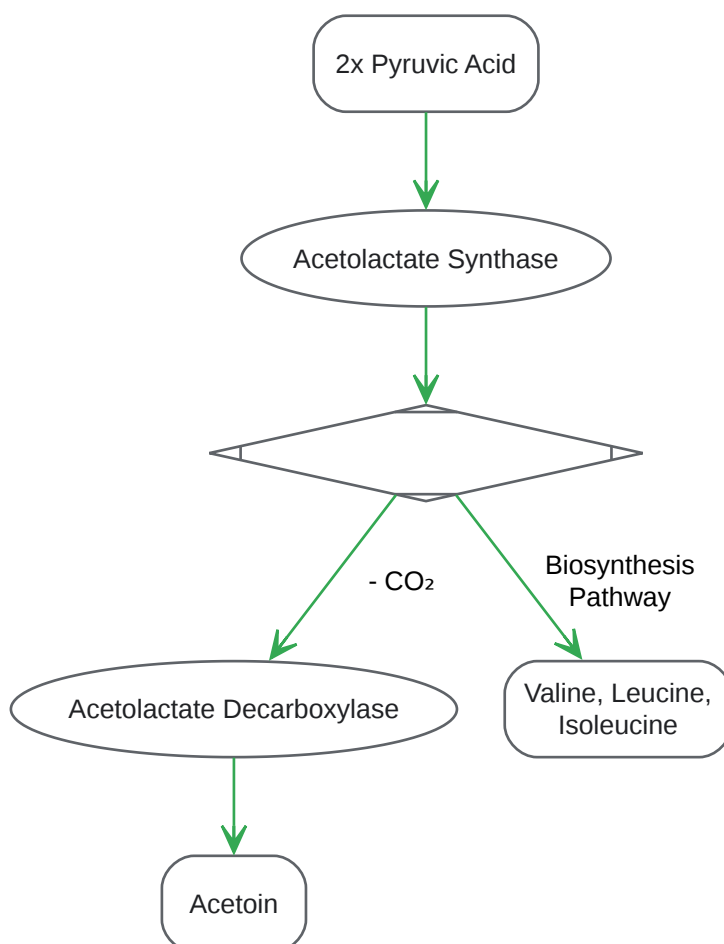 2x Pyruvic Acid
Acetolactate Synthase
- CO₂
Biosynthesis
Pathway
Acetolactate Decarboxylase
Valine, Leucine,
Isoleucine
Acetoin